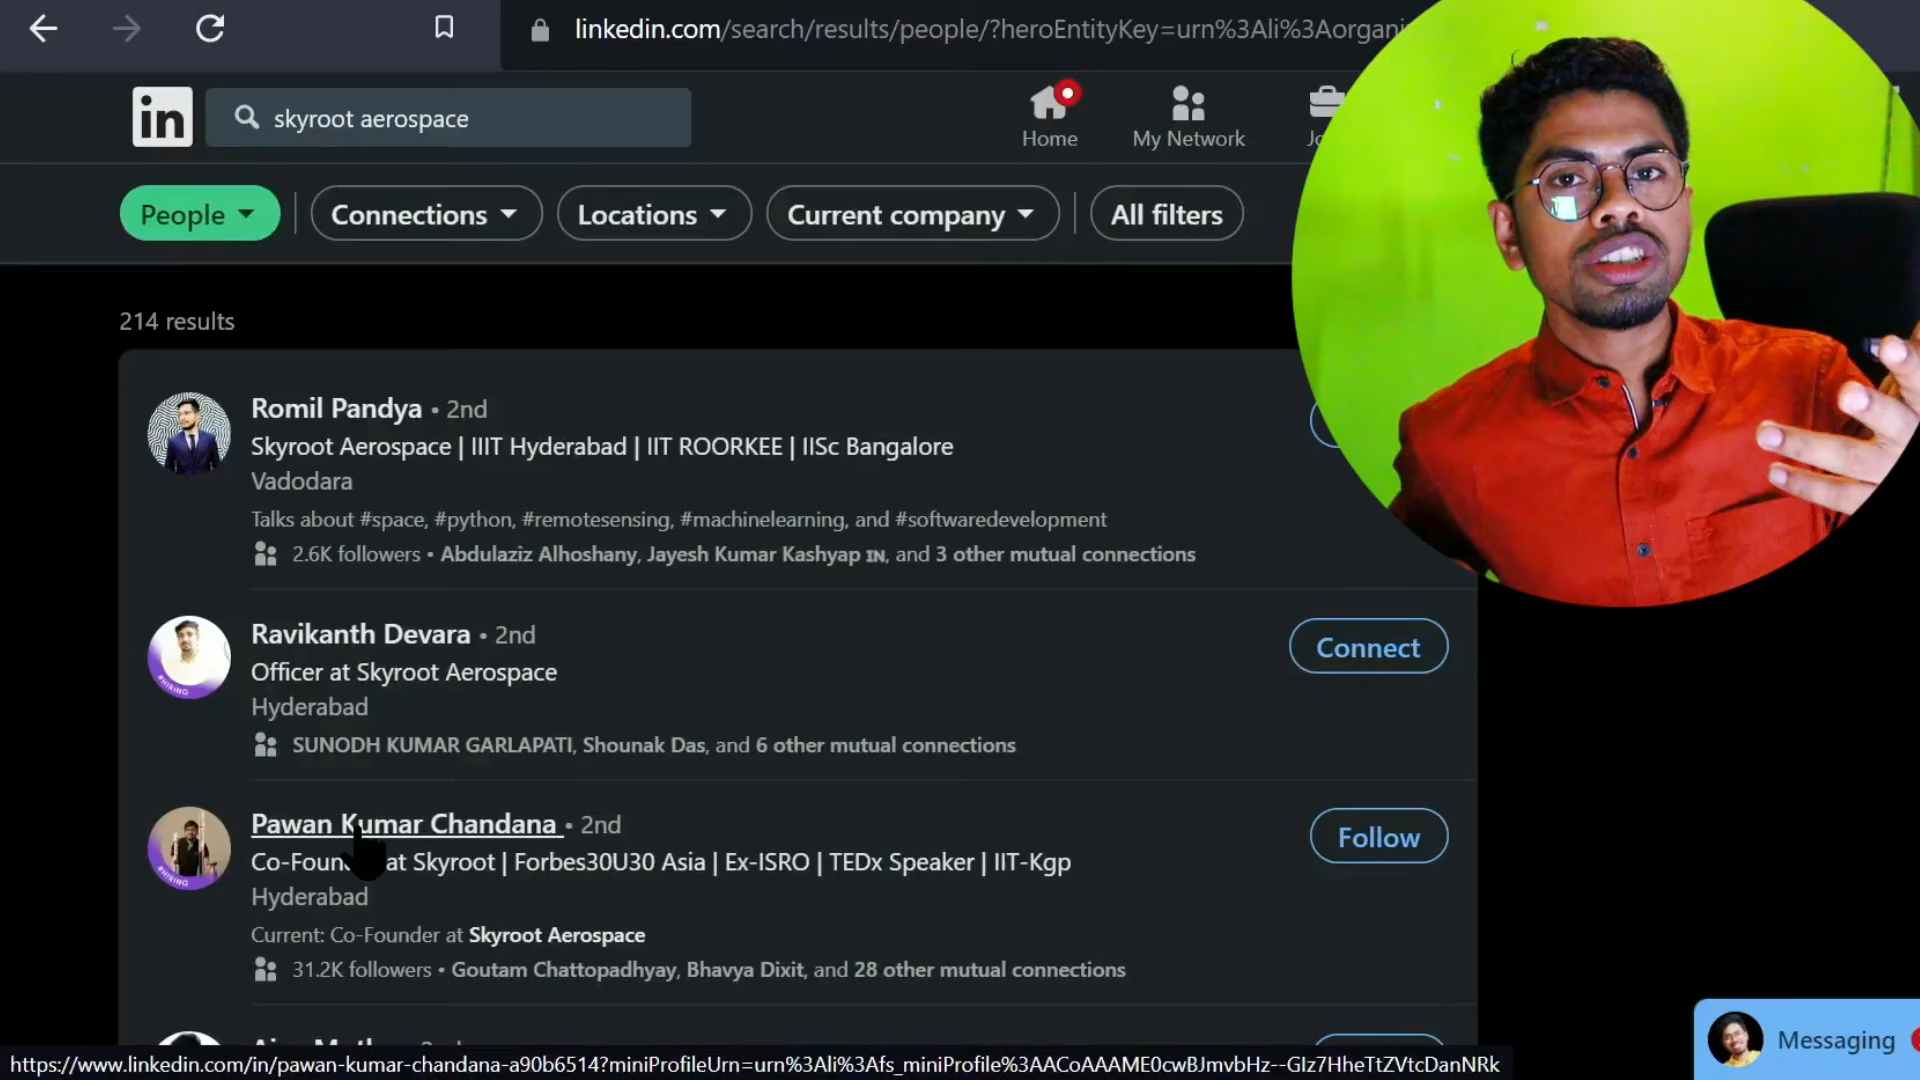 linkedin.com/search/results/people/?heroEntityKey=urn%3Ali%3Aorgani
in
skyroot aerospace
Home
My Network
People
Connections
Locations
Current company
All filters
214 results
Romil Pandya • 2nd
Skyroot Aerospace | IIIT Hyderabad | IIT ROORKEE | IISc Bangalore
Vadodara
Talks about #space, #python, #remotesensing, #machinelearning, and #softwaredevelopment
2.6K followers • Abdulaziz Alhoshany, Jayesh Kumar Kashyap IN, and 3 other mutual connections
Ravikanth Devara • 2nd
Connect
Officer at Skyroot Aerospace
#HIRING
Hyderabad
SUNODH KUMAR GARLAPATI, Shounak Das, and 6 other mutual connections
Pawan Kumar Chandana • 2nd
Follow
Co-Foun at Skyroot | Forbes30U30 Asia | Ex-ISRO | TEDx Speaker | IIT-Kgp
#HIRING
Hyderabad
Current: Co-Founder at Skyroot Aerospace
31.2K followers • Goutam Chattopadhyay, Bhavya Dixit, and 28 other mutual connections
Messaging
https://www.linkedin.com/in/pawan-kumar-chandana-a90b6514?miniProfileUrn=urn%3Ali%3Afs_miniProfile%3AACoAAAME0cwBJmvbHz--GIz7HheTtZVtcDanNRk